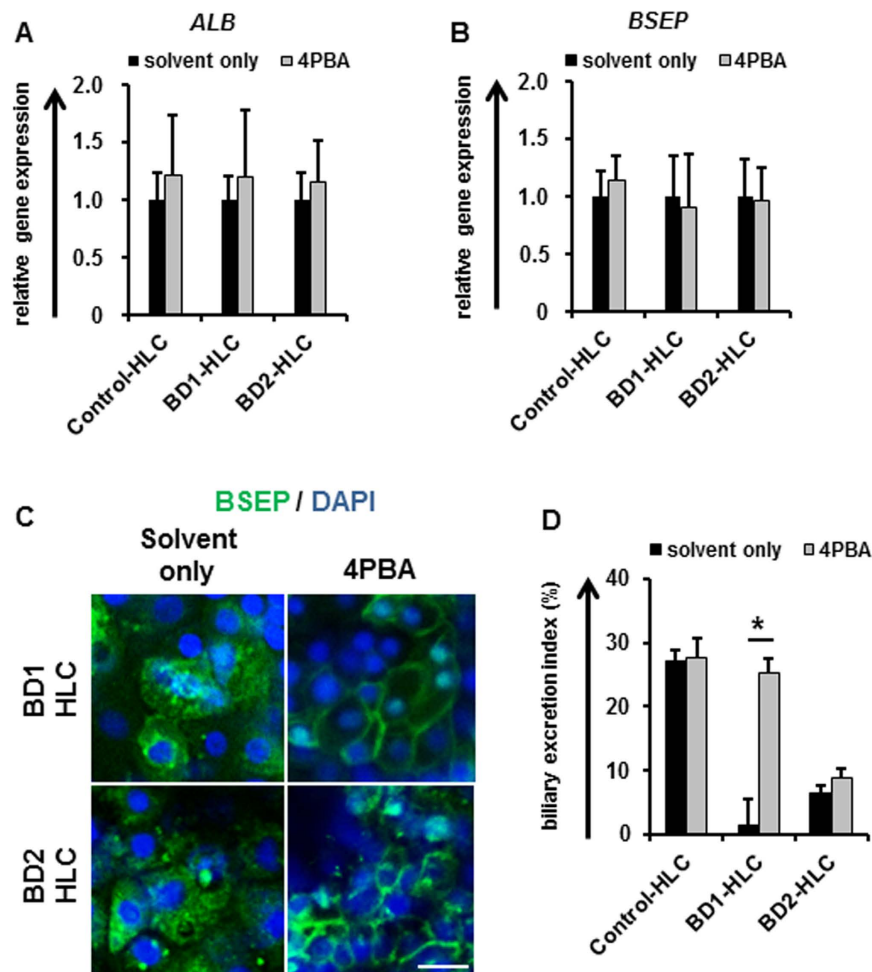 A
ALB
■ solvent only ■ 4PBA
relative gene expression
2.0
1.5
1.0
0.5
0
Control-HLC
BD1-HLC
BD2-HLC
B
BSEP
■ solvent only ■ 4PBA
relative gene expression
2.0
1.5
1.0
0.5
0
Control-HLC
BD1-HLC
BD2-HLC
C
BSEP / DAPI
Solvent
only
4PBA
BD1
HLC
BD2
HLC
D
■ solvent only ■ 4PBA
biliary excretion index (%)
40
30
20
10
0
*
Control-HLC
BD1-HLC
BD2-HLC